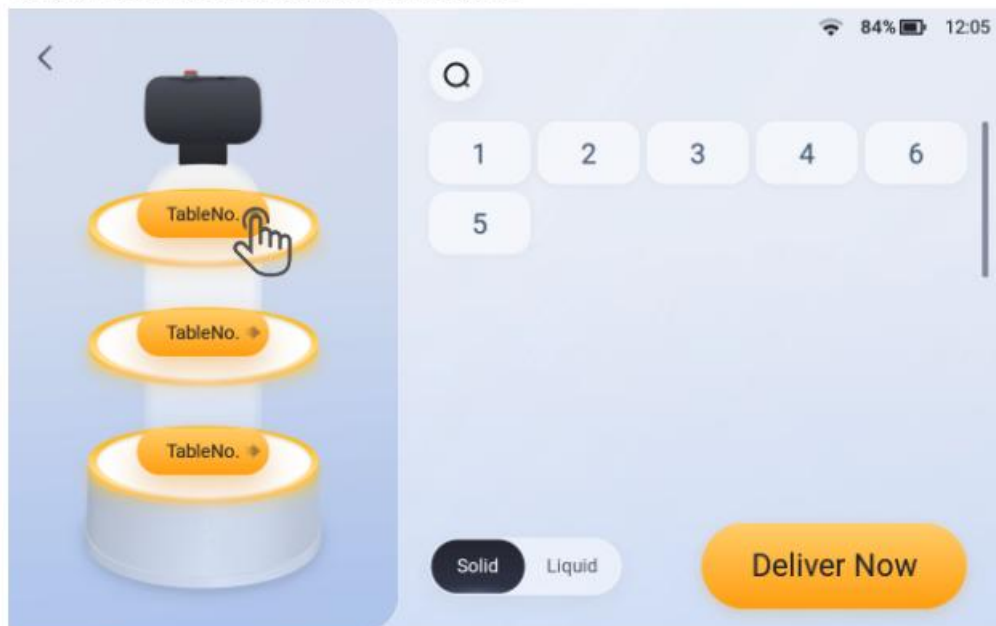 84% 12:05
TableNo.
TableNo.
TableNo.
1 2 3 4 6
5
Solid Liquid
Deliver Now